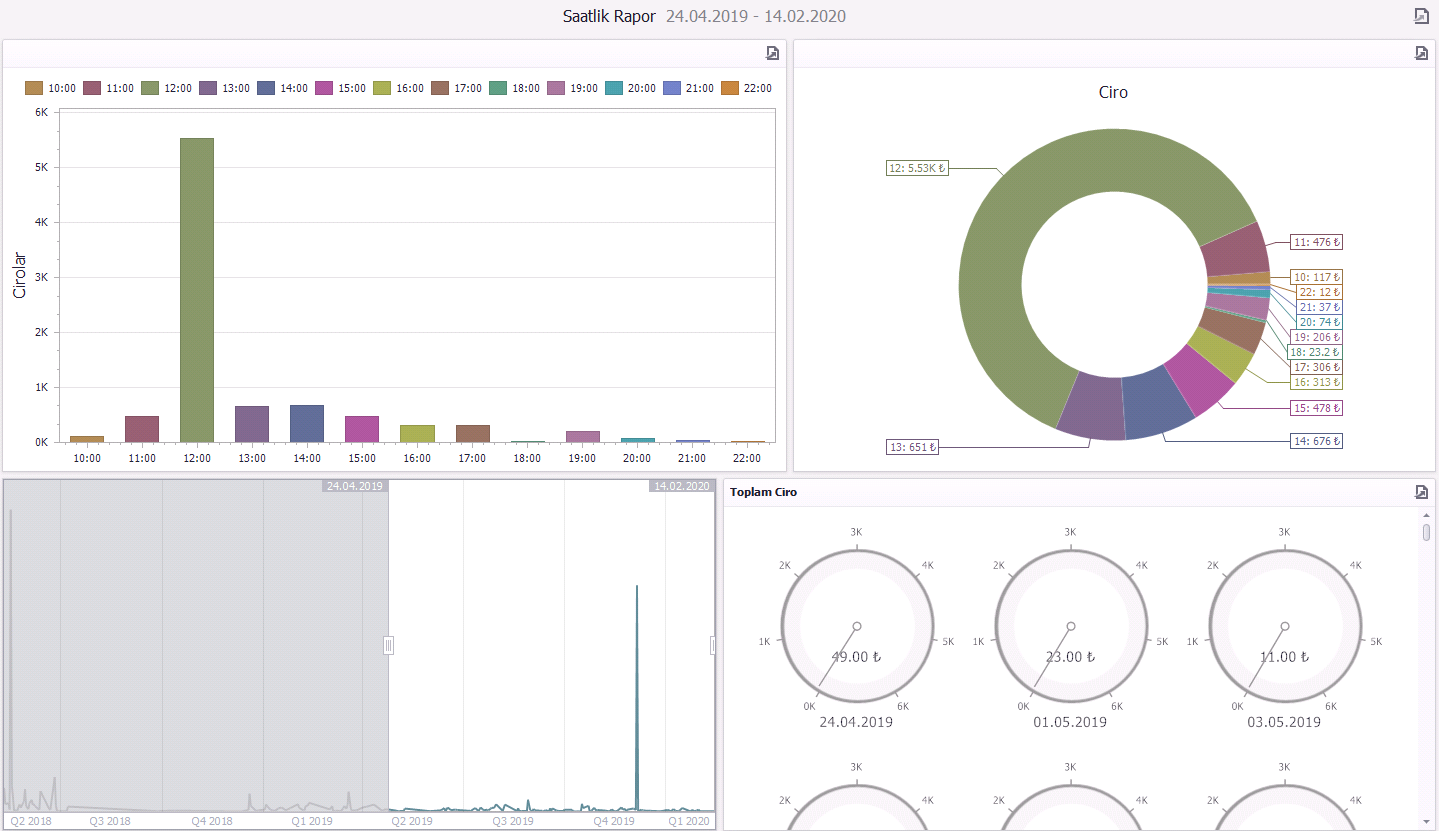 Saatlik Rapor 24.04.2019 - 14.02.2020
10:00 11:00 12:00 13:00 14:00 15:00 16:00 17:00 18:00 19:00 20:00 21:00 22:00
6K
5K
4K
3K
2K
1K
0K
Cirolar
10:00 11:00 12:00 13:00 14:00 15:00 16:00 17:00 18:00 19:00 20:00 21:00 22:00
Ciro
12: 5.53K ₺
11: 476 ₺
10: 117 ₺
22: 12 ₺
21: 37 ₺
20: 74 ₺
19: 206 ₺
18: 23.2 ₺
17: 306 ₺
16: 313 ₺
15: 478 ₺
14: 676 ₺
13: 651 ₺
24.04.2019 14.02.2020
Q2 2018 Q3 2018 Q4 2018 Q1 2019 Q2 2019 Q3 2019 Q4 2019 Q1 2020
Toplam Ciro
3K 3K 3K
2K 4K 2K 4K 2K 4K
1K 5K 1K 5K 1K 5K
49.00 ₺ 23.00 ₺ 11.00 ₺
0K 6K 0K 6K 0K 6K
24.04.2019 01.05.2019 03.05.2019
3K 3K 3K
2K 4K 2K 4K 2K 4K